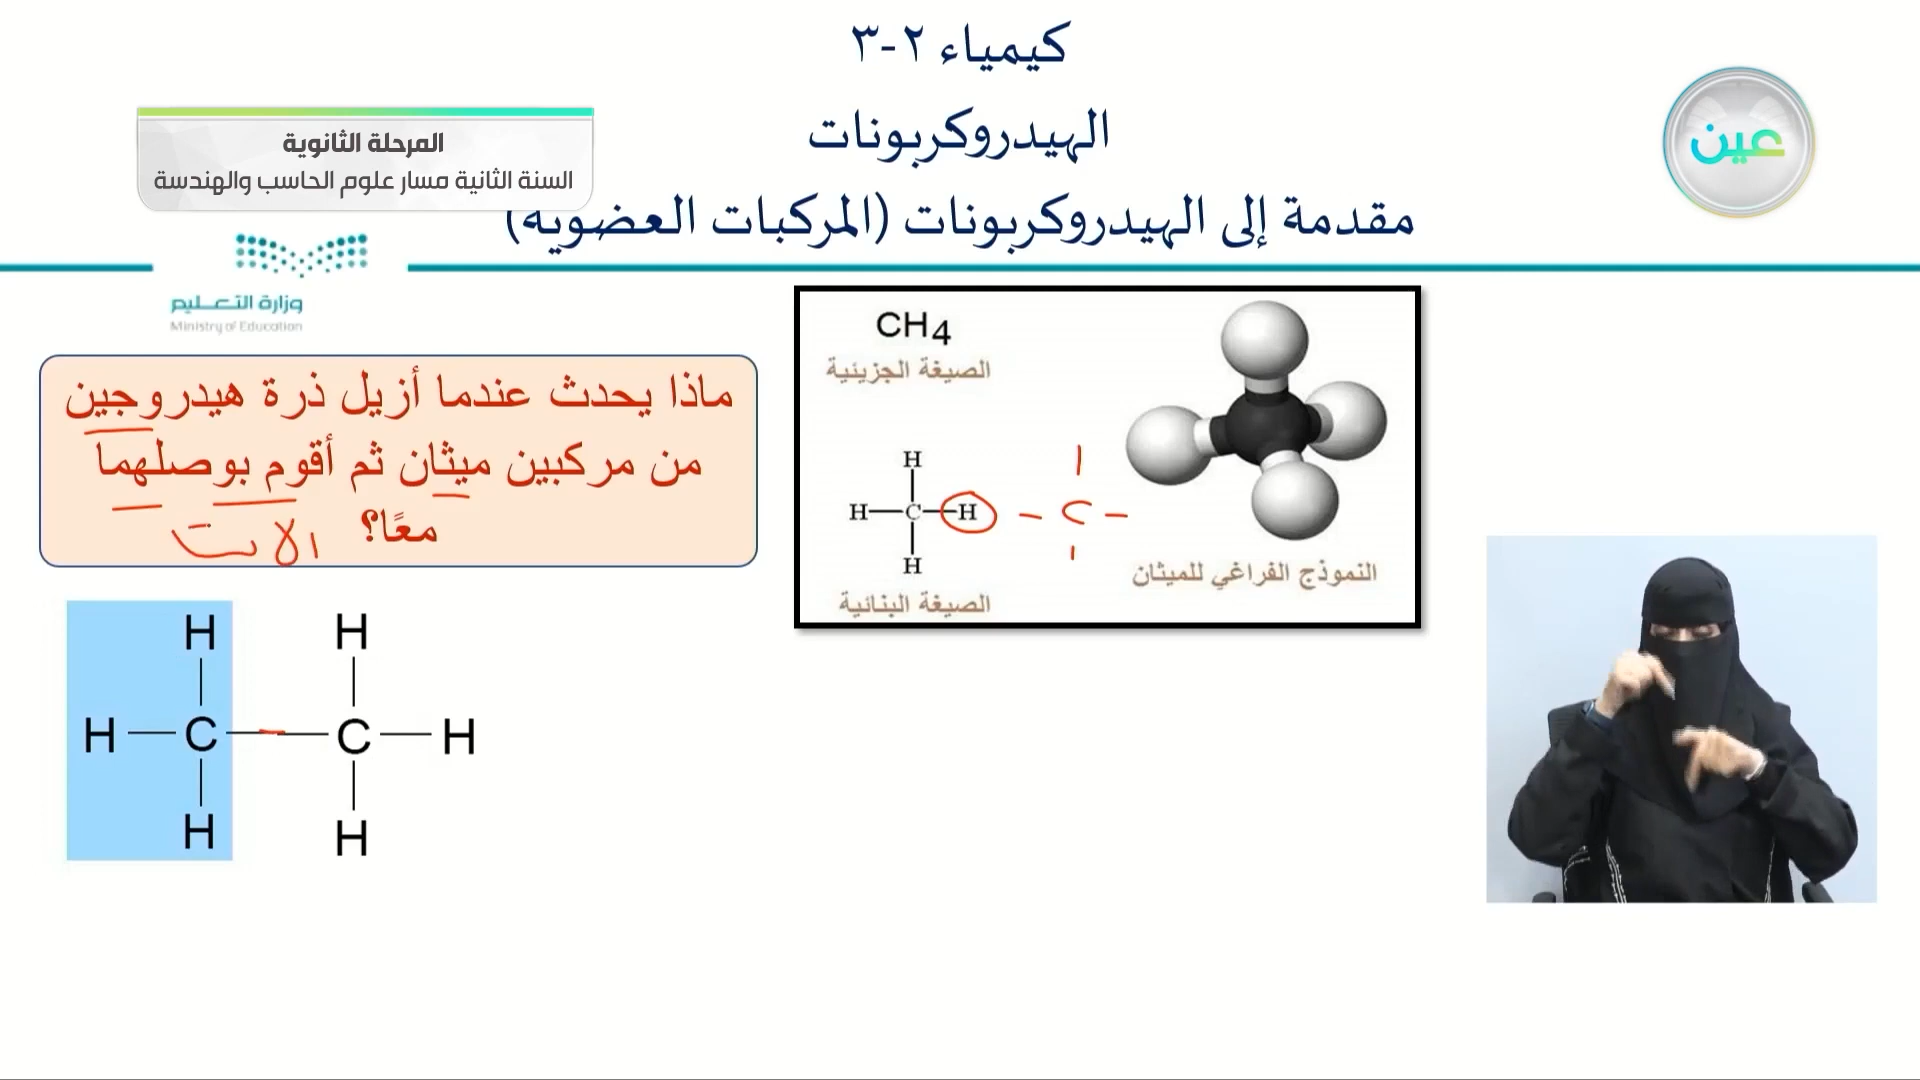 كيمياء ٢-٣
الهيدروكربونات
مقدمة إلى الهيدروكربونات (المركبات العضوية)
عين
المرحلة الثانوية
السنة الثانية مسار علوم الحاسب والهندسة
وزارة التعليم
Ministry of Education
CH4
الصيغة الجزيئية
H
H C H
H
الصيغة البنائية
C
النموذج الفراغي للميثان
ماذا يحدث عندما أزيل ذرة هيدروجين
من مركبين ميثان ثم أقوم بوصلهما
معًا؟
H H
H C C H
H H